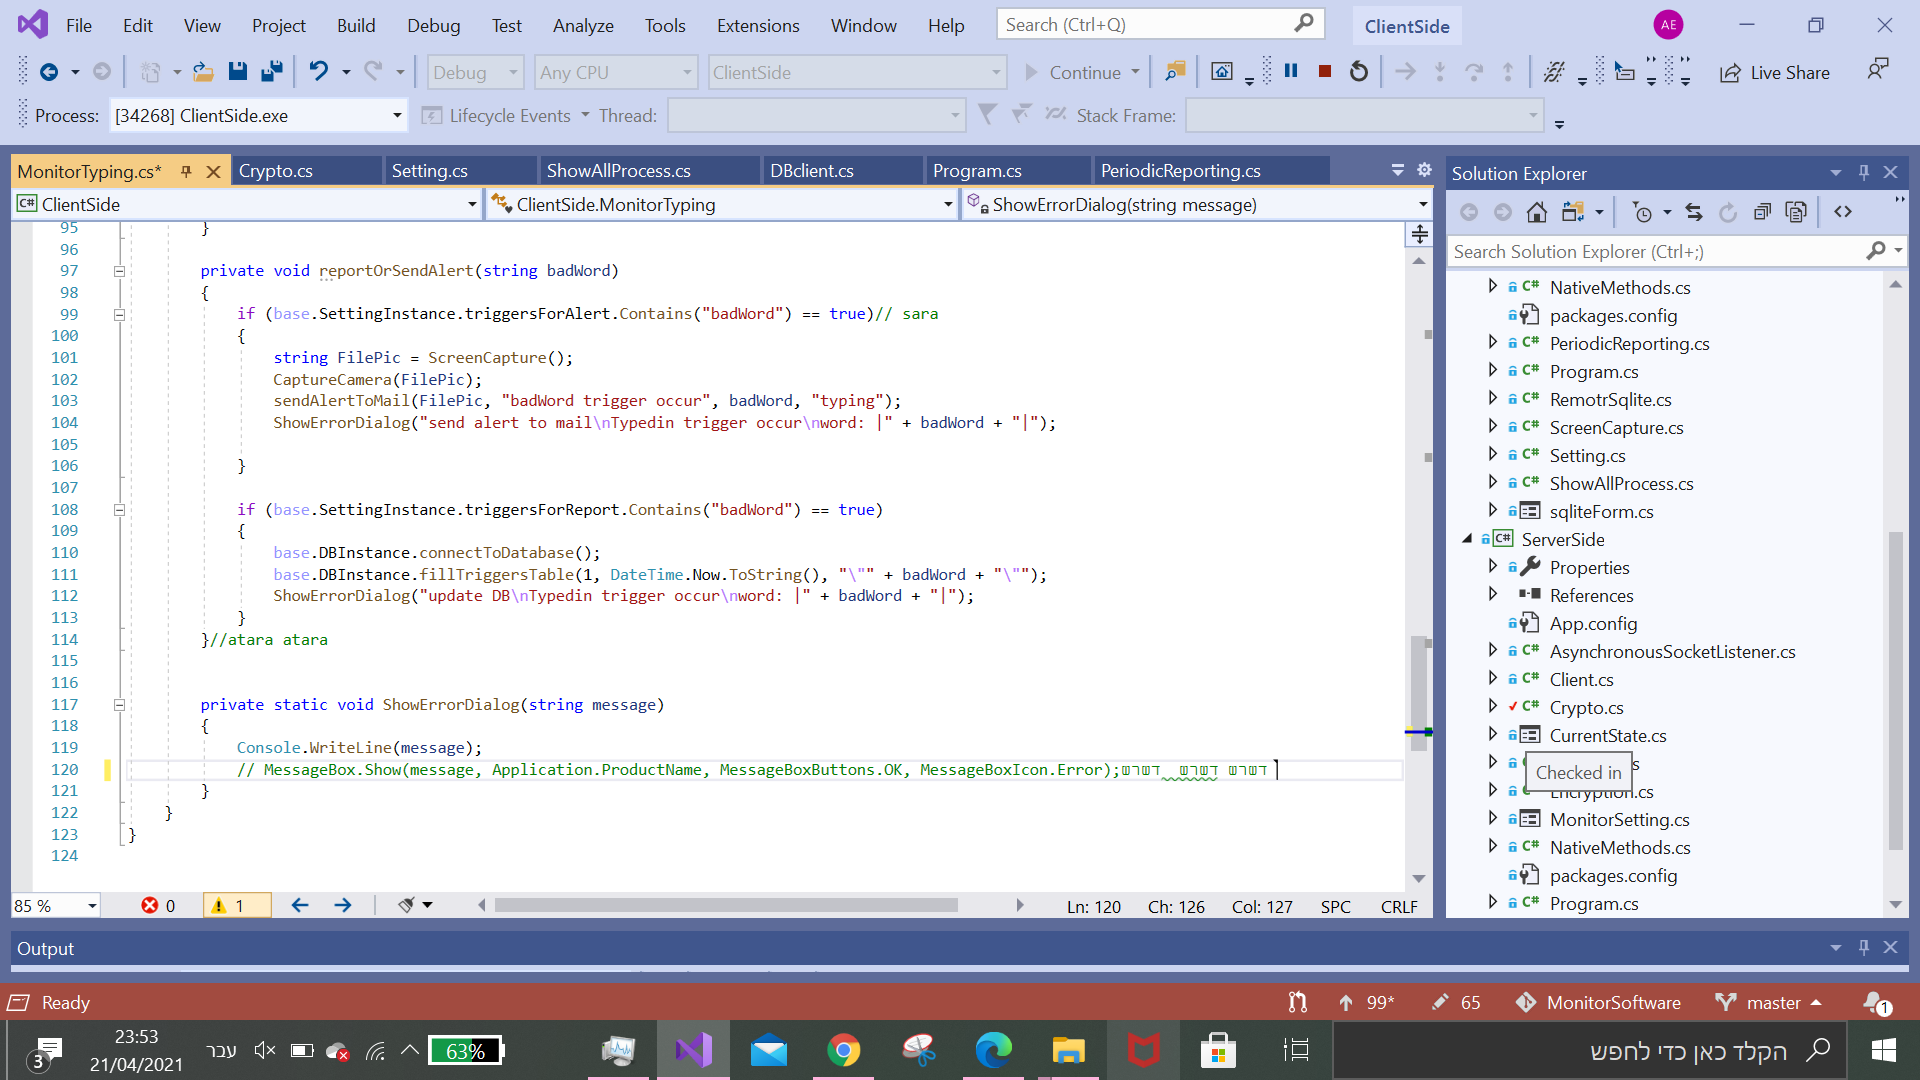 File Edit View Project Build Debug Test Analyze Tools Extensions Window Help Search (Ctrl+Q) ClientSide AE
Debug Any CPU ClientSide Continue Live Share
Process: [34268] ClientSide.exe Lifecycle Events Thread: Stack Frame:
MonitorTyping.cs* Crypto.cs Setting.cs ShowAllProcess.cs DBclient.cs Program.cs PeriodicReporting.cs
C# ClientSide ClientSide.MonitorTyping ShowErrorDialog(string message)
95 }
96
97 private void reportOrSendAlert(string badWord)
98 {
99 if (base.SettingInstance.triggersForAlert.Contains("badWord") == true)// sara
100 {
101 string FilePic = ScreenCapture();
102 CaptureCamera(FilePic);
103 sendAlertToMail(FilePic, "badWord trigger occur", badWord, "typing");
104 ShowErrorDialog("send alert to mail\nTypedin trigger occur\nword: |" + badWord + "|");
105
106 }
107
108 if (base.SettingInstance.triggersForReport.Contains("badWord") == true)
109 {
110 base.DBInstance.connectToDatabase();
111 base.DBInstance.fillTriggersTable(1, DateTime.Now.ToString(), "\"" + badWord + "\"");
112 ShowErrorDialog("update DB\nTypedin trigger occur\nword: |" + badWord + "|");
113 }
114 }//atara atara
115
116
117 private static void ShowErrorDialog(string message)
118 {
119 Console.WriteLine(message);
120 // MessageBox.Show(message, Application.ProductName, MessageBoxButtons.OK, MessageBoxIcon.Error);דשרש דשרש דשרש
121 }
122 }
123 }
124
85 % 0 1 Ln: 120 Ch: 126 Col: 127 SPC CRLF
Solution Explorer
Search Solution Explorer (Ctrl+;)
C# NativeMethods.cs
packages.config
C# PeriodicReporting.cs
C# Program.cs
C# RemotrSqlite.cs
C# ScreenCapture.cs
C# Setting.cs
C# ShowAllProcess.cs
sqliteForm.cs
C# ServerSide
Properties
References
App.config
C# AsynchronousSocketListener.cs
C# Client.cs
C# Crypto.cs
CurrentState.cs
Checked in
Encryption.cs
MonitorSetting.cs
C# NativeMethods.cs
packages.config
C# Program.cs
Output
Ready 99* 65 MonitorSoftware master 1
3 23:53
21/04/2021
עבר 63%
הקלד כאן כדי לחפש